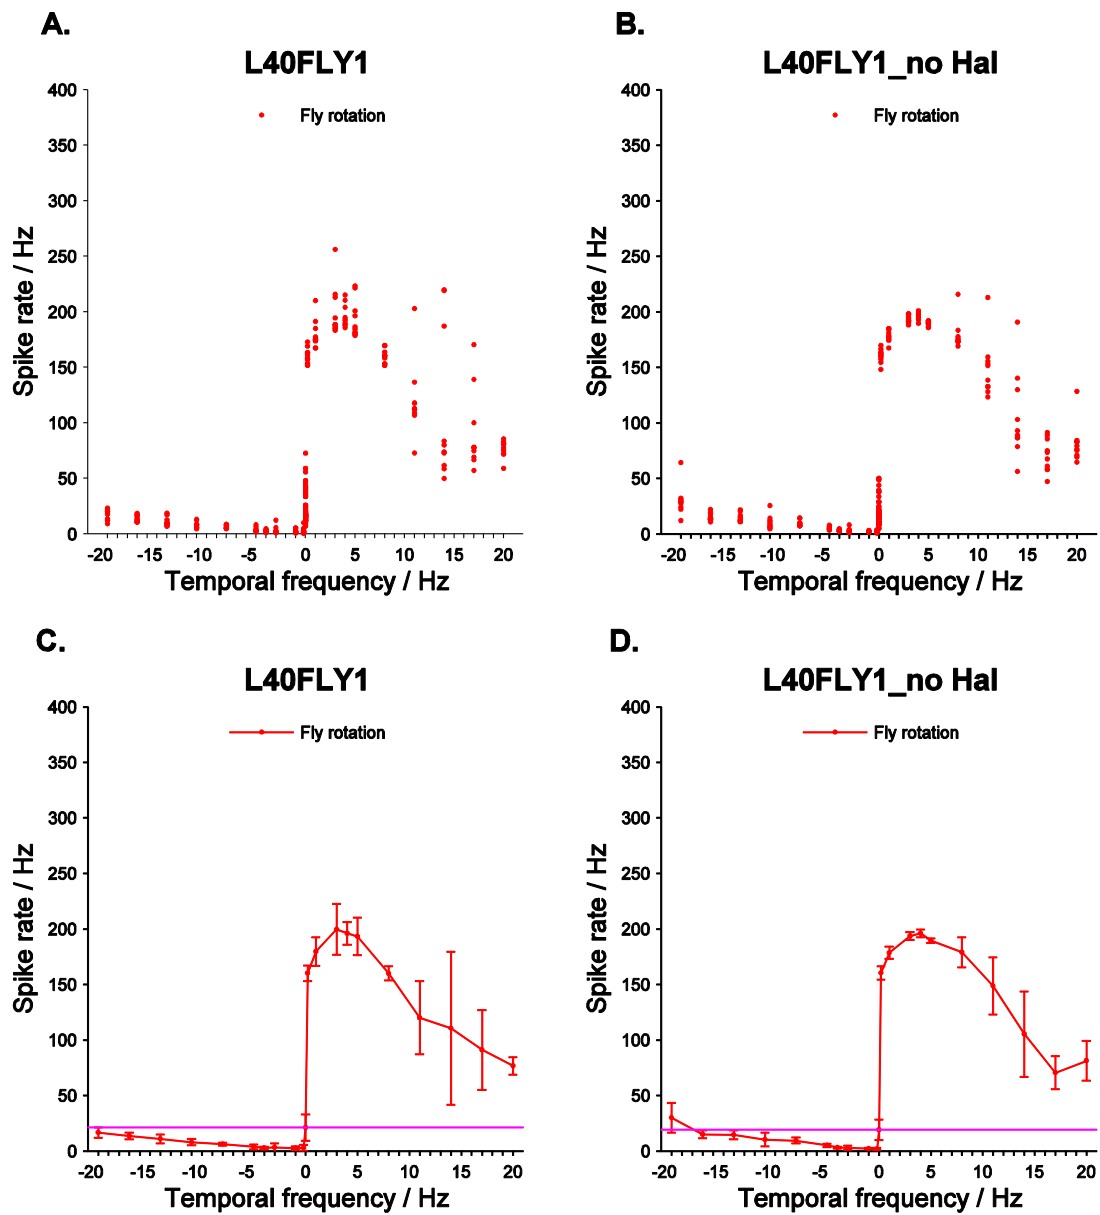 A.
L40FLY1
Fly rotation
400
350
300
250
200
150
100
50
0
Spike rate / Hz
-20 -15 -10 -5 0 5 10 15 20
Temporal frequency / Hz
B.
L40FLY1_no Hal
Fly rotation
400
350
300
250
200
150
100
50
0
Spike rate / Hz
-20 -15 -10 -5 0 5 10 15 20
Temporal frequency / Hz
C.
L40FLY1
Fly rotation
400
350
300
250
200
150
100
50
0
Spike rate / Hz
-20 -15 -10 -5 0 5 10 15 20
Temporal frequency / Hz
D.
L40FLY1_no Hal
Fly rotation
400
350
300
250
200
150
100
50
0
Spike rate / Hz
-20 -15 -10 -5 0 5 10 15 20
Temporal frequency / Hz